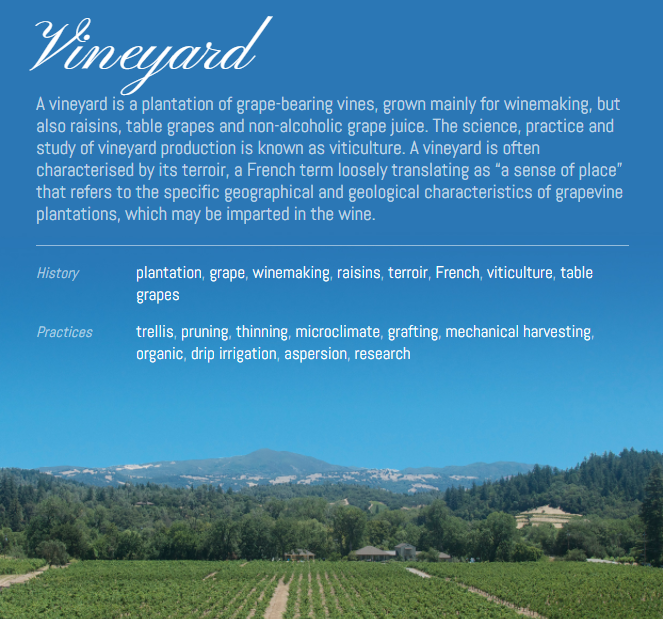 Vineyard
A vineyard is a plantation of grape-bearing vines, grown mainly for winemaking, but
also raisins, table grapes and non-alcoholic grape juice. The science, practice and
study of vineyard production is known as viticulture. A vineyard is often
characterised by its terroir, a French term loosely translating as “a sense of place”
that refers to the specific geographical and geological characteristics of grapevine
plantations, which may be imparted in the wine.
History plantation, grape, winemaking, raisins, terroir, French, viticulture, table
grapes
Practices trellis, pruning, thinning, microclimate, grafting, mechanical harvesting,
organic, drip irrigation, aspersion, research